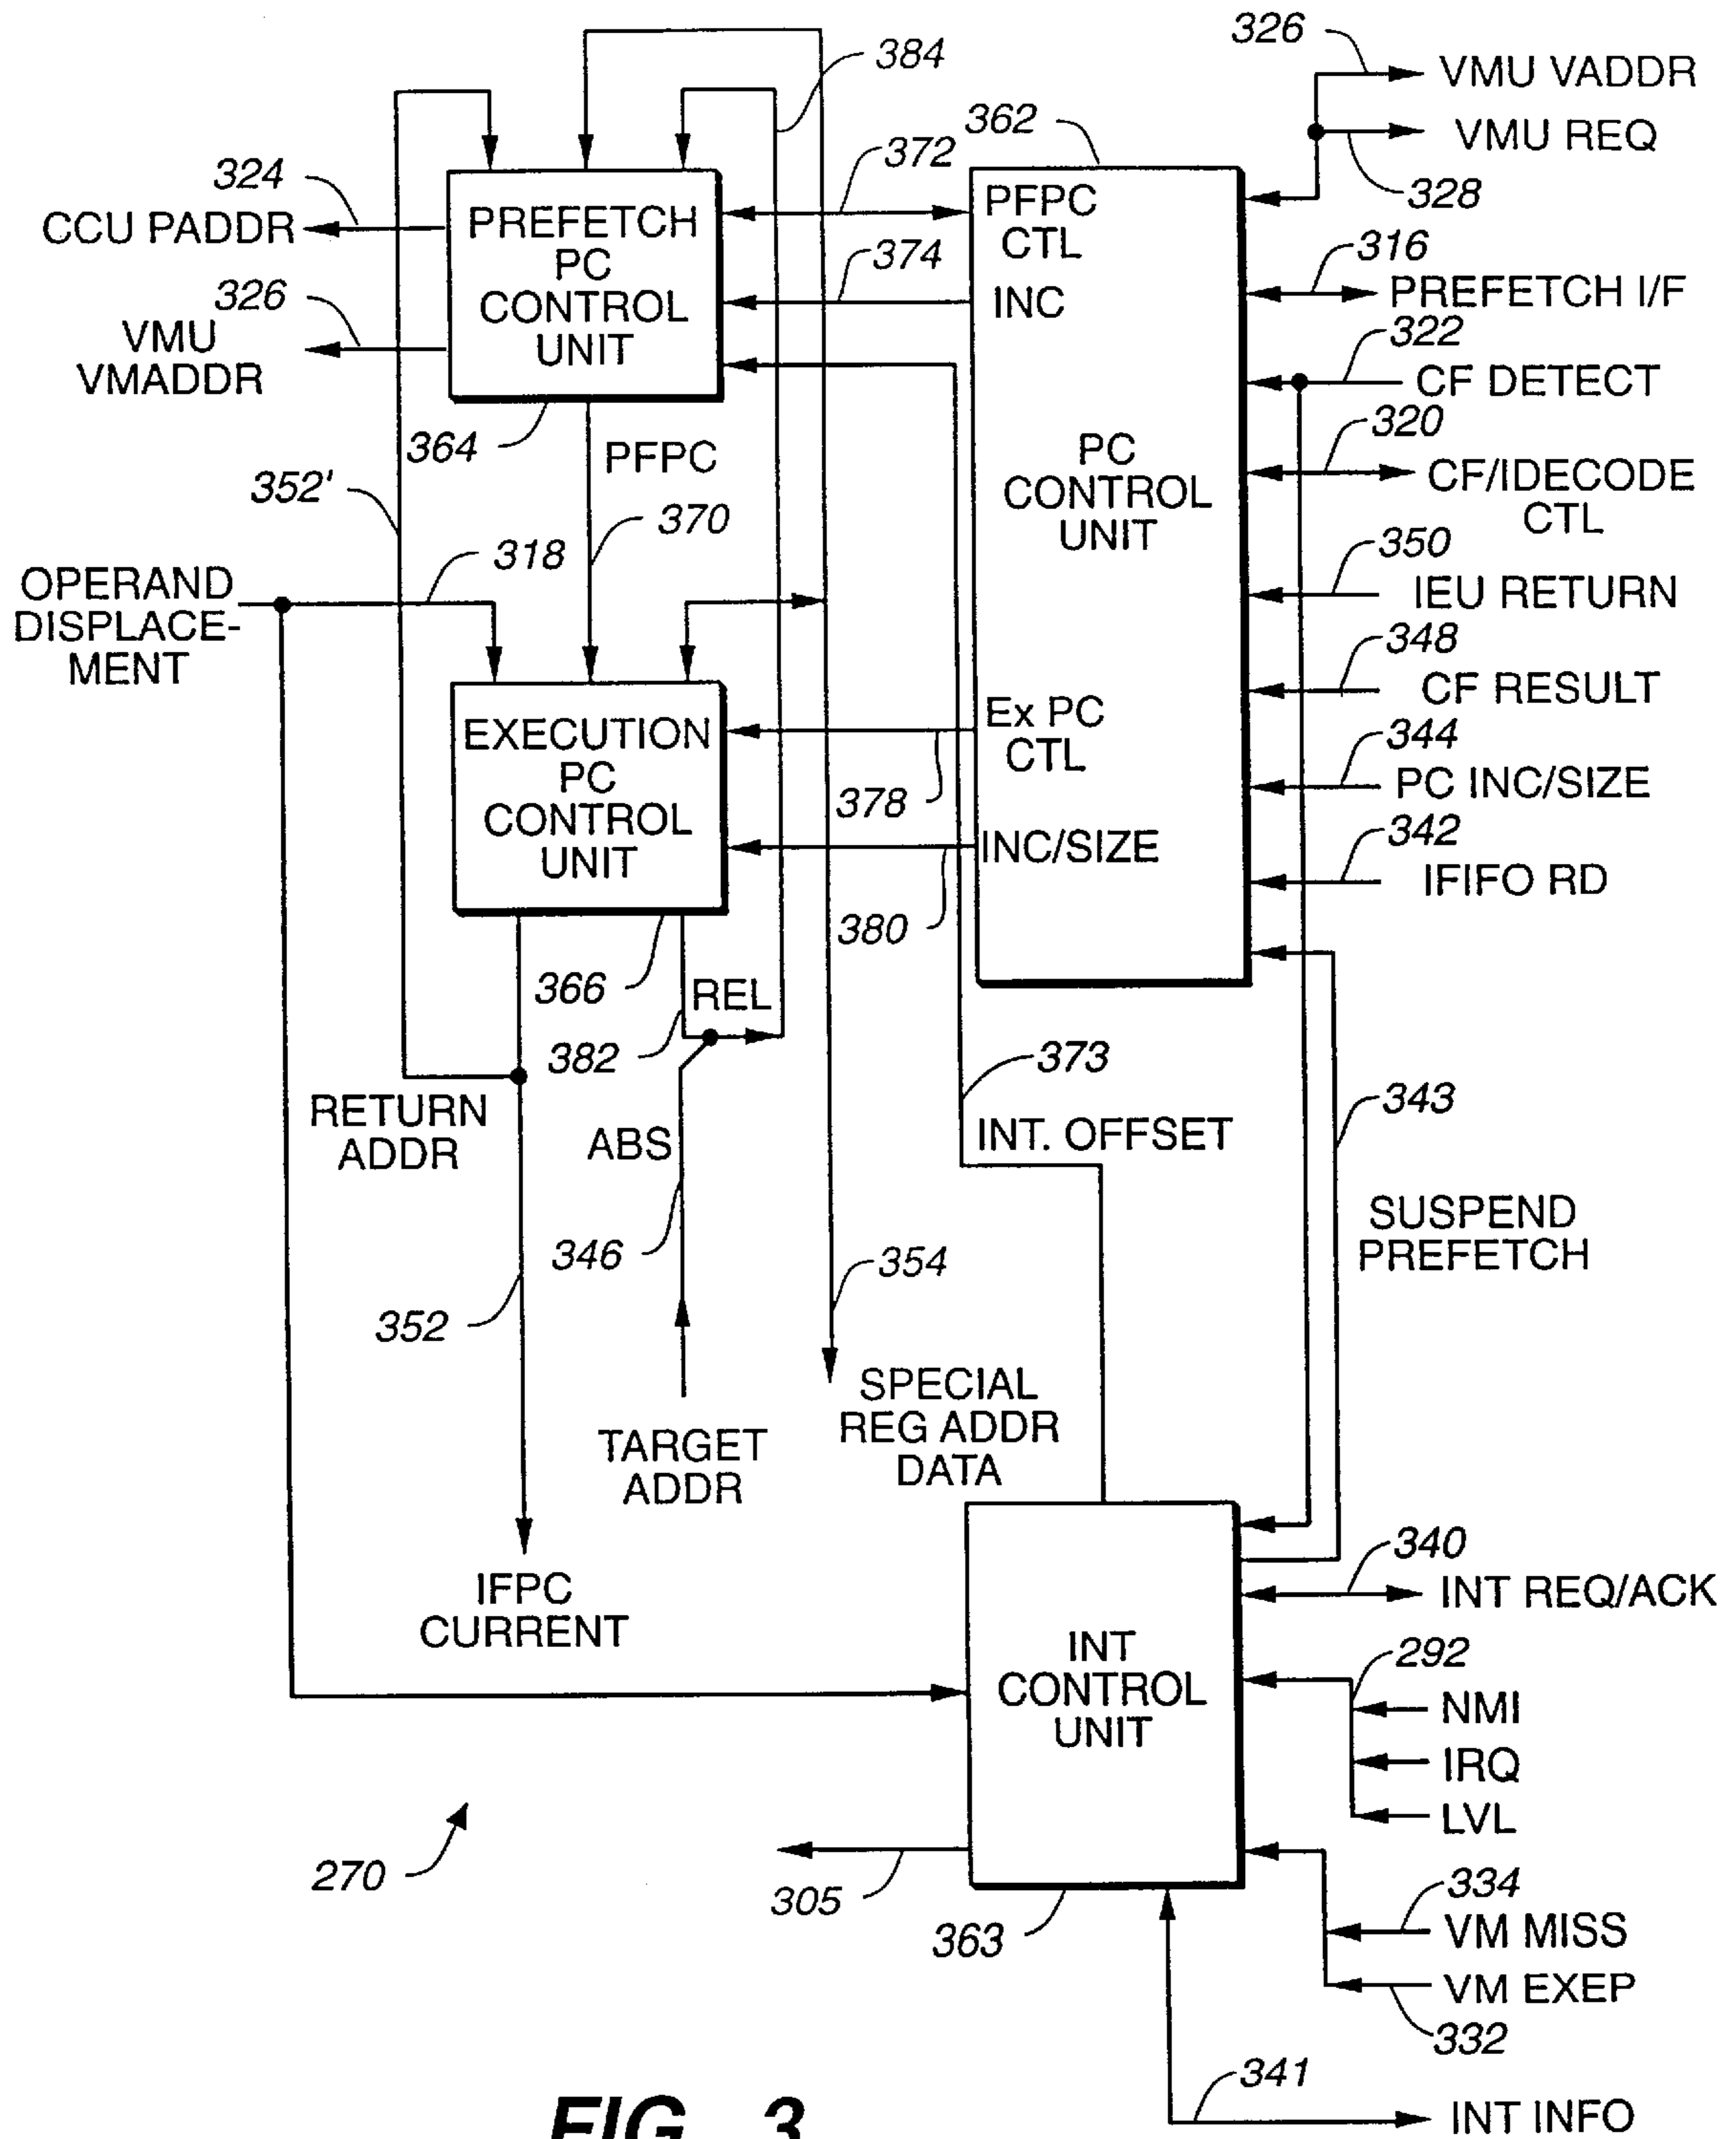 326
VMU VADDR
384
362
VMU REQ
372
328
324
CCU PADDR
PREFETCH
PC
CONTROL
UNIT
PFPC
CTL
374
316
PREFETCH I/F
326
INC
322
VMU
VMADDR
CF DETECT
320
364
PFPC
PC
CONTROL
UNIT
CF/IDECODE
CTL
352'
370
350
318
OPERAND
DISPLACE-
MENT
IEU RETURN
348
CF RESULT
EXECUTION
PC
CONTROL
UNIT
Ex PC
CTL
344
378
PC INC/SIZE
342
INC/SIZE
IFIFO RD
380
366
REL
382
373
343
RETURN
ADDR
ABS
INT. OFFSET
SUSPEND
PREFETCH
346
354
352
SPECIAL
REG ADDR
DATA
TARGET
ADDR
340
IFPC
CURRENT
INT REQ/ACK
INT
CONTROL
UNIT
292
NMI
IRQ
LVL
270
305
334
363
VM MISS
VM EXEP
332
341
INT INFO
FIG. 3